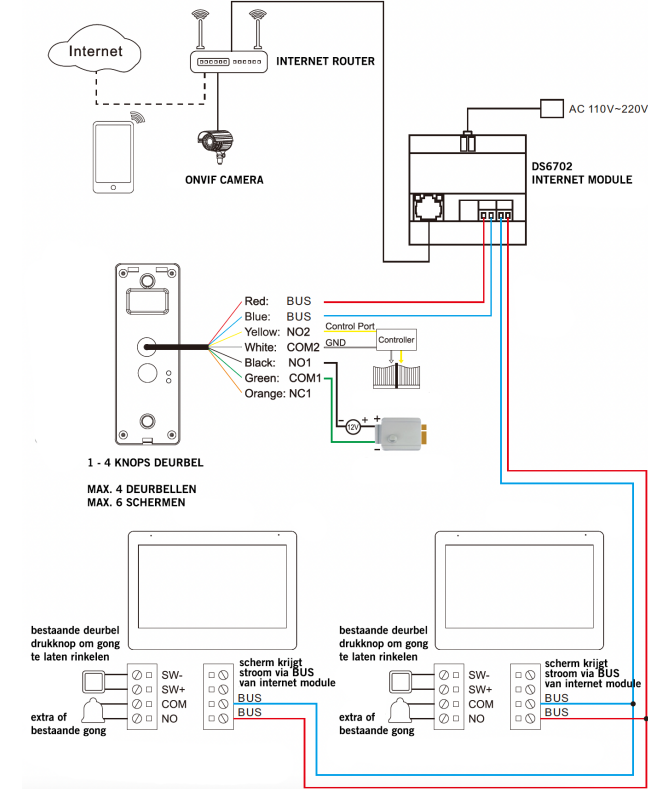 Internet
INTERNET ROUTER
AC 110V~220V
ONVIF CAMERA
DS6702
INTERNET MODULE
Red: BUS
Blue: BUS
Yellow: NO2
White: COM2
Black: NO1
Green: COM1
Orange: NC1
Control Port
GND
Controller
- + +
12V
-
1 - 4 KNOPS DEURBEL
MAX. 4 DEURBELLEN
MAX. 6 SCHERMEN
bestaande deurbel
drukknop om gong
te laten rinkelen
SW-
SW+
COM
NO
extra of
bestaande gong
scherm krijgt
stroom via BUS
van internet module
BUS
BUS
bestaande deurbel
drukknop om gong
te laten rinkelen
SW-
SW+
COM
NO
extra of
bestaande gong
scherm krijgt
stroom via BUS
van internet module
BUS
BUS